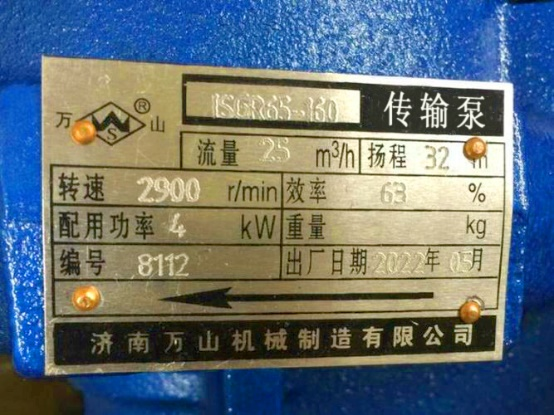 万 WS ® 山 ISGR65-160 传输泵
流量 25 m³/h 扬程 32 m
转速 2900 r/min 效率 63 %
配用功率 4 kW 重量 kg
编号 8112 出厂日期 2022年 05月
济南万山机械制造有限公司